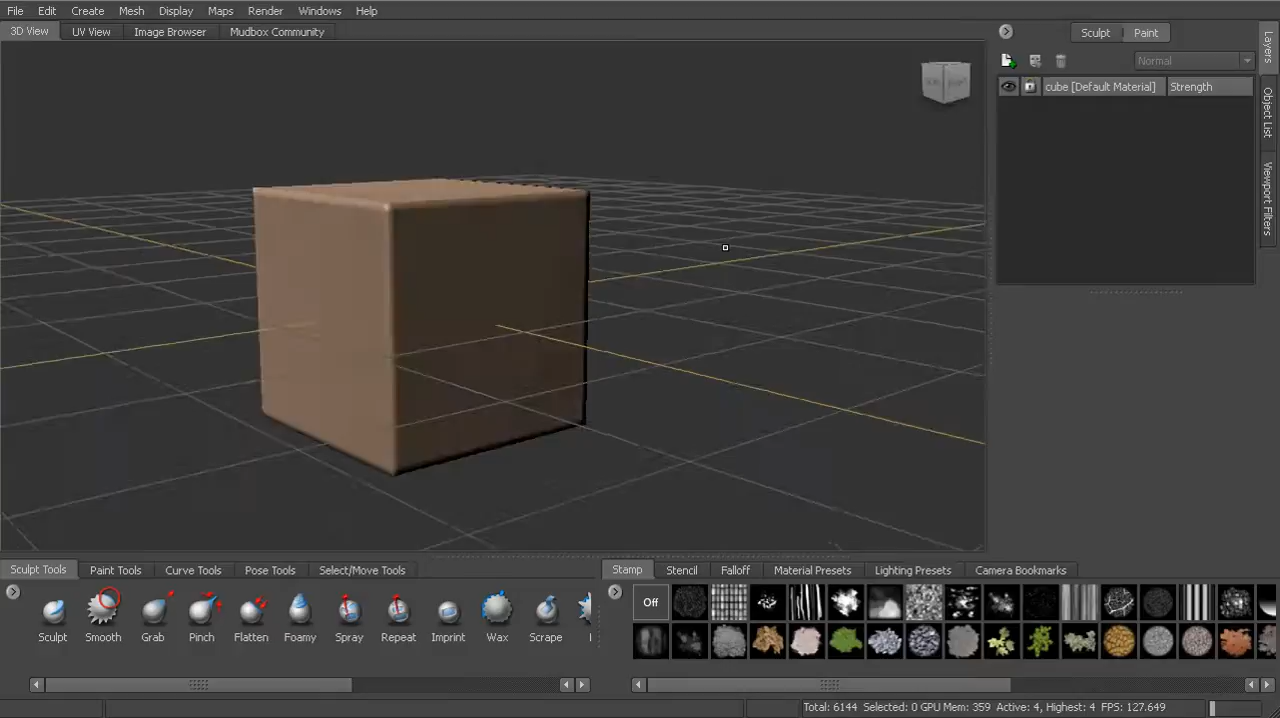 File Edit Create Mesh Display Maps Render Windows Help
3D View UV View Image Browser Mudbox Community
Sculpt Paint
Normal
cube [Default Material] Strength
Layers
Object List
Viewport Filters
Sculpt Tools Paint Tools Curve Tools Pose Tools Select/Move Tools
Sculpt Smooth Grab Pinch Flatten Foamy Spray Repeat Imprint Wax Scrape
Stamp Stencil Falloff Material Presets Lighting Presets Camera Bookmarks
Off
Total: 6144 Selected: 0 GPU Mem: 359 Active: 4, Highest: 4 FPS: 127.649